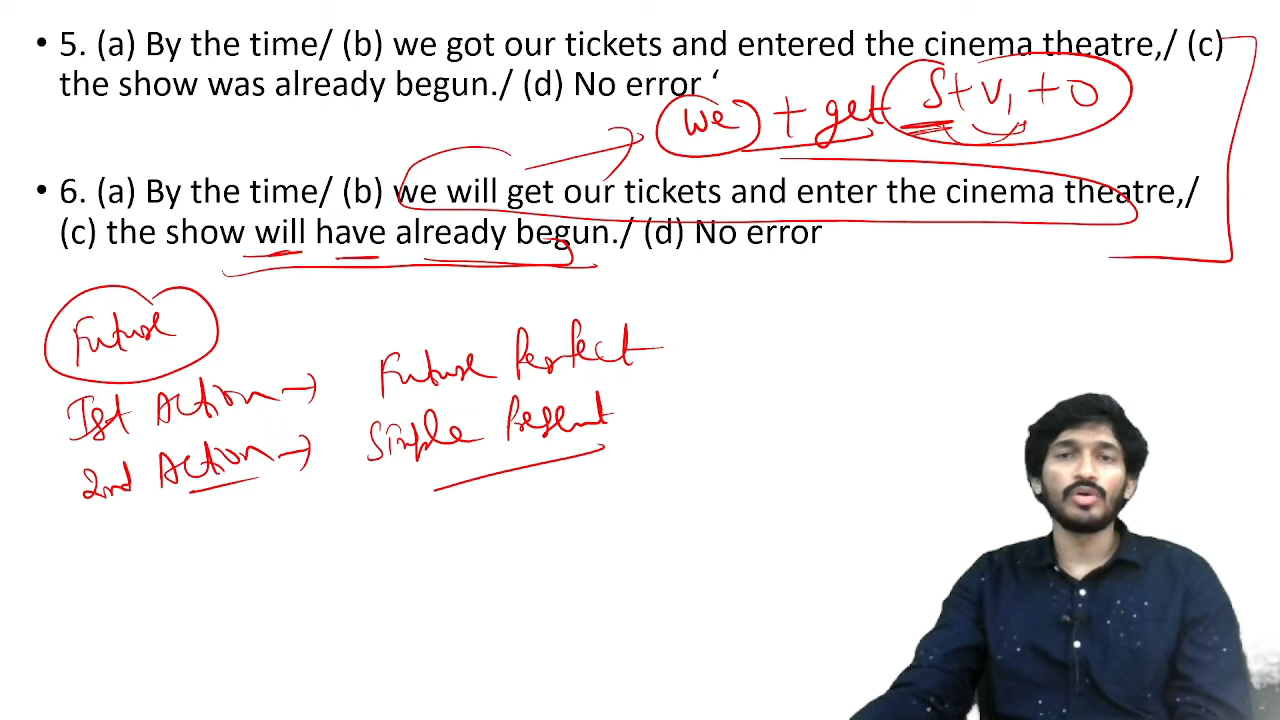 • 5. (a) By the time/ (b) we got our tickets and entered the cinema theatre,/ (c)
the show was already begun./ (d) No error ‘
We + get S+V1+O
• 6. (a) By the time/ (b) we will get our tickets and enter the cinema theatre,/
(c) the show will have already begun./ (d) No error
Future
Ist Action → Future Perfect
2nd Action → Simple Present